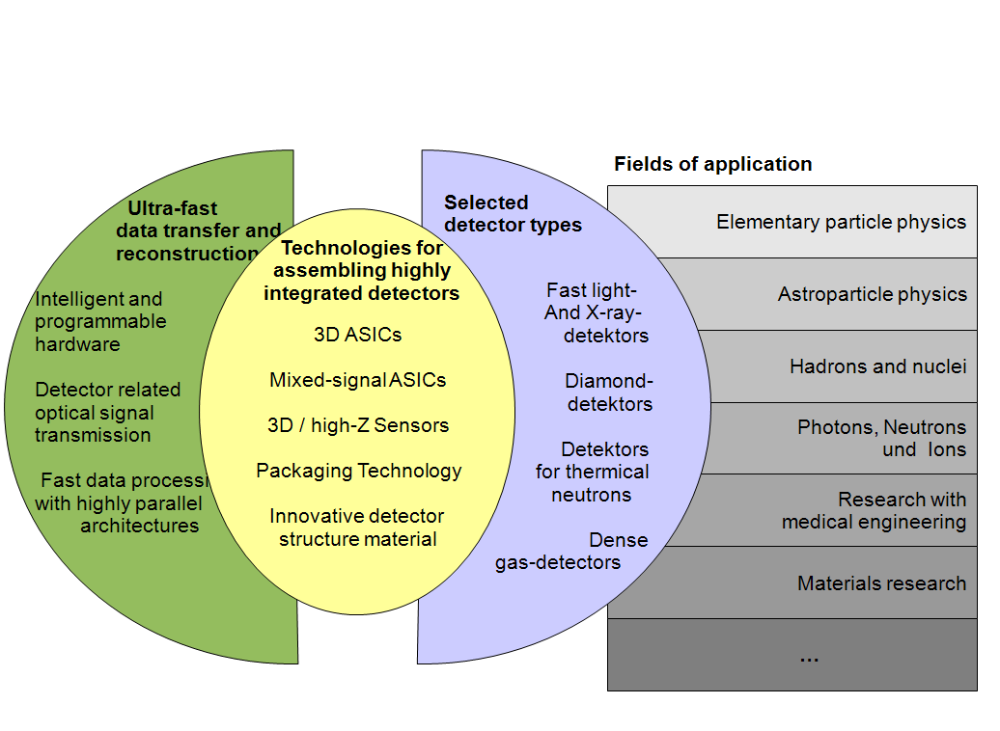 Ultra-fast
data transfer and
reconstruction
Intelligent and
programmable
hardware
Detector related
optical signal
transmission
Fast data processi
with highly parallel
architectures
Technologies for
assembling highly
integrated detectors
3D ASICs
Mixed-signal ASICs
3D / high-Z Sensors
Packaging Technology
Innovative detector
structure material
Selected
detector types
Fast light-
And X-ray-
detektors
Diamond-
detektors
Detektors
for thermical
neutrons
Dense
gas-detectors
Fields of application
Elementary particle physics
Astroparticle physics
Hadrons and nuclei
Photons, Neutrons
und Ions
Research with
medical engineering
Materials research
...